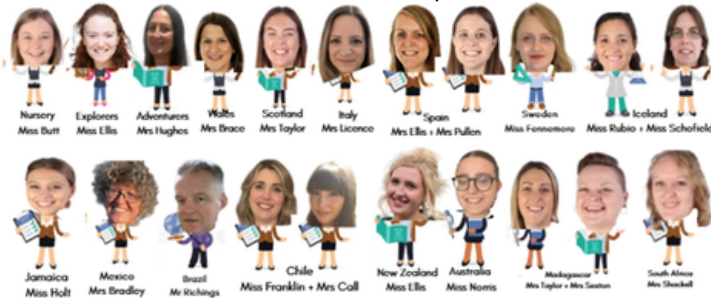 Nursery
Miss Butt
Explorers
Miss Ellis
Adventurers
Mrs Hughes
Wales
Mrs Brace
Scotland
Mrs Taylor
Italy
Mrs Licence
Spain
Mrs Ellis + Mrs Pullen
Sweden
Miss Fennemore
Iceland
Miss Rubio + Miss Schofield
Jamaica
Miss Holt
Mexico
Mrs Bradley
Brazil
Mr Richings
Chile
Miss Franklin + Mrs Call
New Zealand
Miss Ellis
Australia
Miss Norris
Madagascar
Mrs Taylor + Mrs Saxton
South Africa
Mrs Shackell